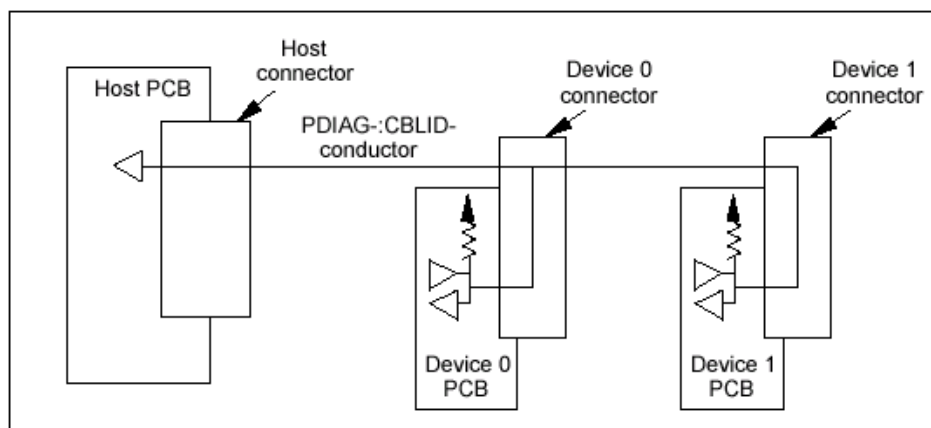 Host
connector
Host PCB
Device 0
connector
Device 1
connector
PDIAG-:CBLID-
conductor
Device 0
PCB
Device 1
PCB